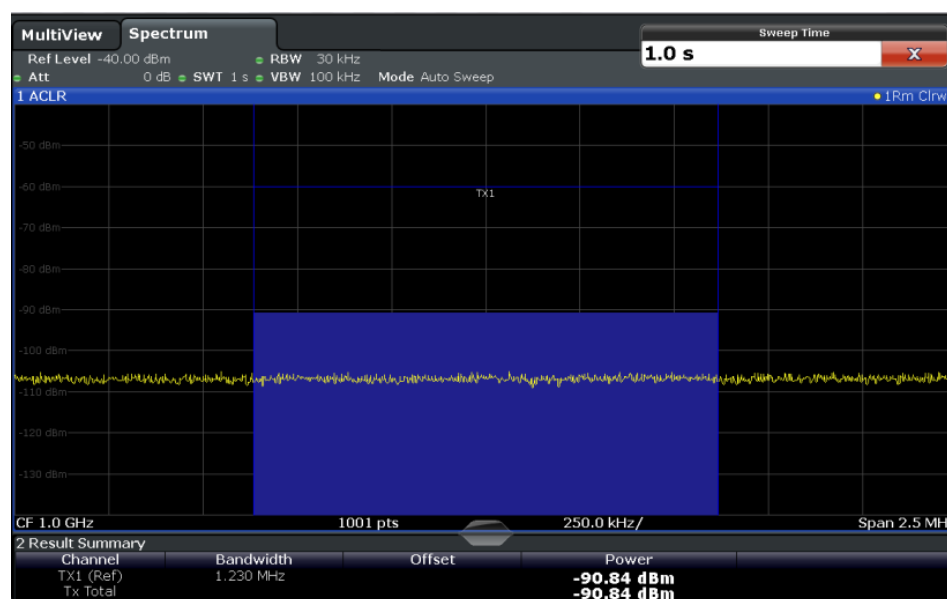 MultiView Spectrum
Sweep Time
Ref Level -40.00 dBm RBW 30 kHz
1.0 s X
Att 0 dB SWT 1 s VBW 100 kHz Mode Auto Sweep
1 ACLR 1Rm Clrw
-50 dBm
-60 dBm
TX1
-70 dBm
-80 dBm
-90 dBm
-100 dBm
-110 dBm
-120 dBm
-130 dBm
CF 1.0 GHz 1001 pts 250.0 kHz/ Span 2.5 MH
2 Result Summary
Channel Bandwidth Offset Power
TX1 (Ref) 1.230 MHz -90.84 dBm
Tx Total -90.84 dBm